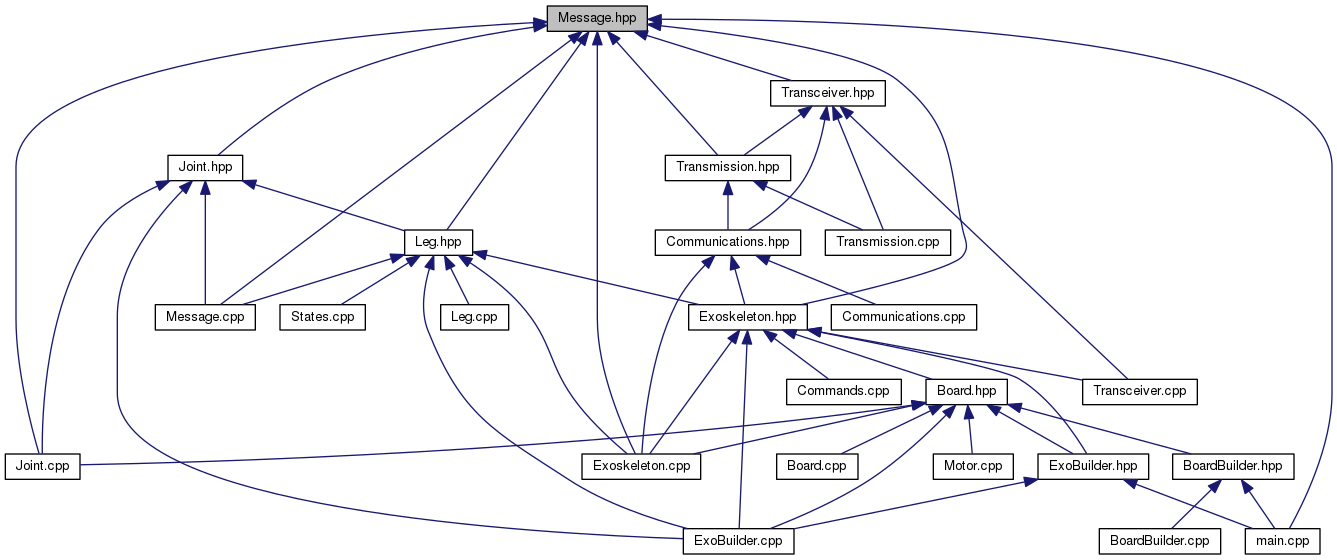 Message.hpp
Transceiver.hpp
Joint.hpp
Transmission.hpp
Leg.hpp
Communications.hpp
Transmission.cpp
Message.cpp
States.cpp
Leg.cpp
Exoskeleton.hpp
Communications.cpp
Commands.cpp
Board.hpp
Transceiver.cpp
Joint.cpp
Exoskeleton.cpp
Board.cpp
Motor.cpp
ExoBuilder.hpp
BoardBuilder.hpp
ExoBuilder.cpp
BoardBuilder.cpp
main.cpp